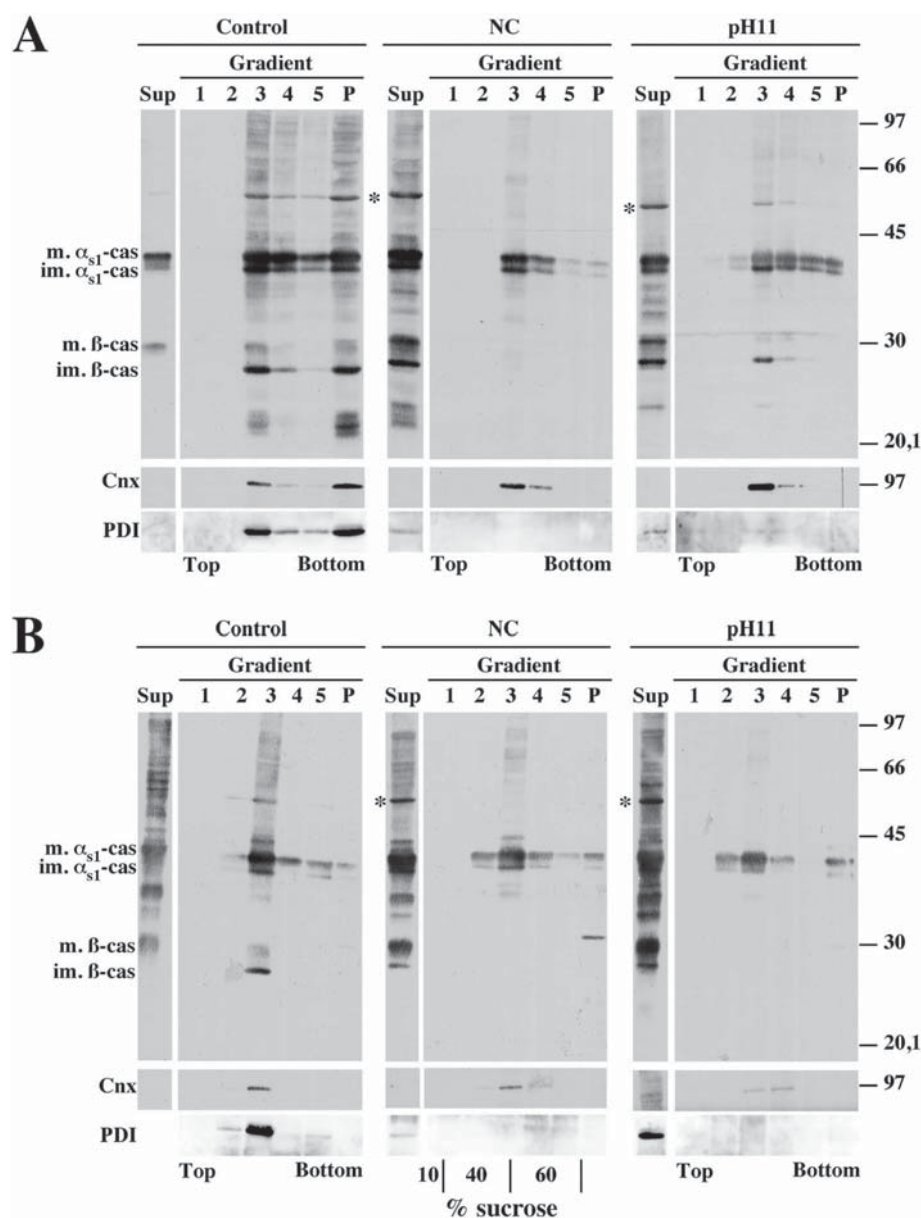 A
Control NC pH11
Gradient Gradient Gradient
Sup 1 2 3 4 5 P Sup 1 2 3 4 5 P Sup 1 2 3 4 5 P
97
66
*
*
45
m. αs1-cas
im. αs1-cas
30
m. ß-cas
im. ß-cas
20,1
Cnx 97
PDI
Top Bottom Top Bottom Top Bottom
B
Control NC pH11
Gradient Gradient Gradient
Sup 1 2 3 4 5 P Sup 1 2 3 4 5 P Sup 1 2 3 4 5 P
97
66
* *
45
m. αs1-cas
im. αs1-cas
30
m. ß-cas
im. ß-cas
20,1
Cnx 97
PDI
Top Bottom 10 40 60 Top Bottom
% sucrose